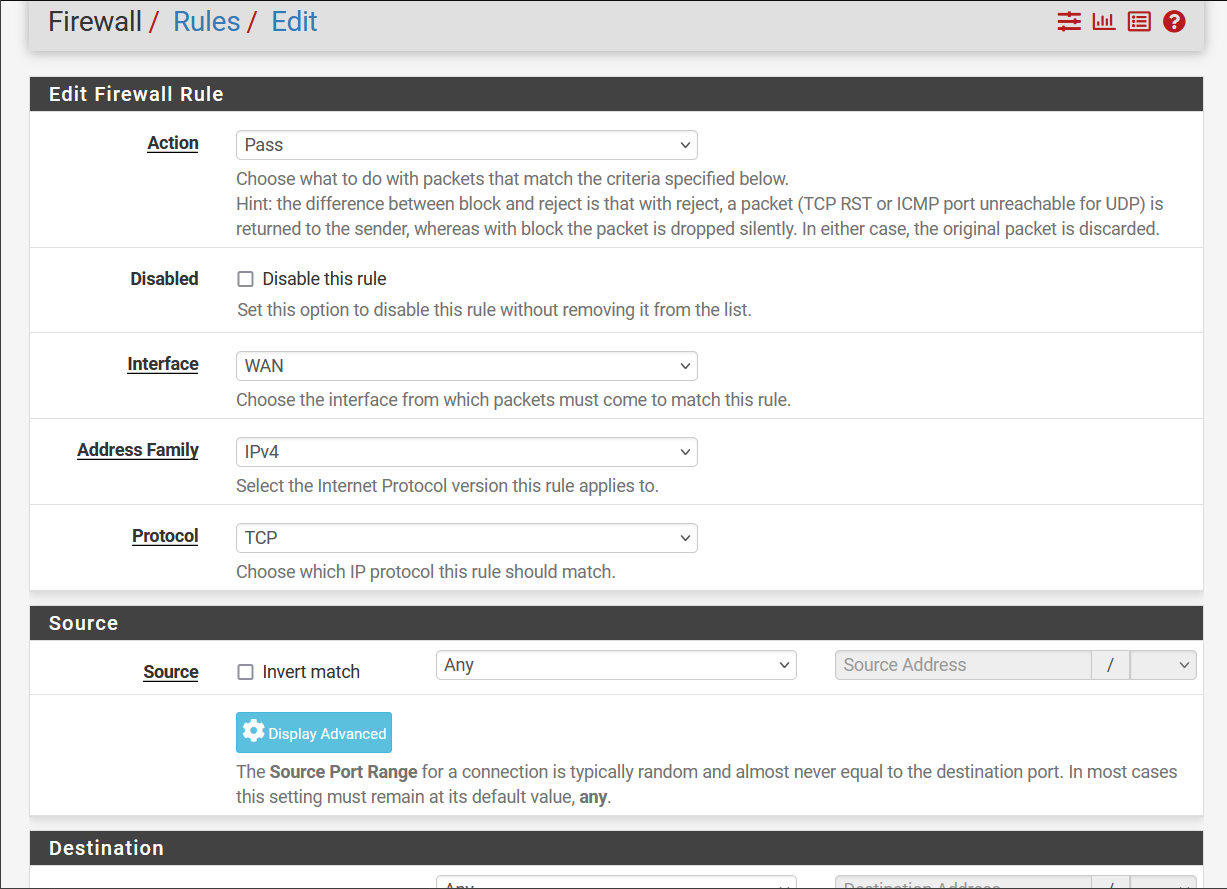 Firewall / Rules / Edit
Edit Firewall Rule
Action
Pass
Choose what to do with packets that match the criteria specified below.
Hint: the difference between block and reject is that with reject, a packet (TCP RST or ICMP port unreachable for UDP) is
returned to the sender, whereas with block the packet is dropped silently. In either case, the original packet is discarded.
Disabled
Disable this rule
Set this option to disable this rule without removing it from the list.
Interface
WAN
Choose the interface from which packets must come to match this rule.
Address Family
IPv4
Select the Internet Protocol version this rule applies to.
Protocol
TCP
Choose which IP protocol this rule should match.
Source
Source
Invert match
Any
Source Address
/
Display Advanced
The Source Port Range for a connection is typically random and almost never equal to the destination port. In most cases
this setting must remain at its default value, any.
Destination
Any
Destination Address
/